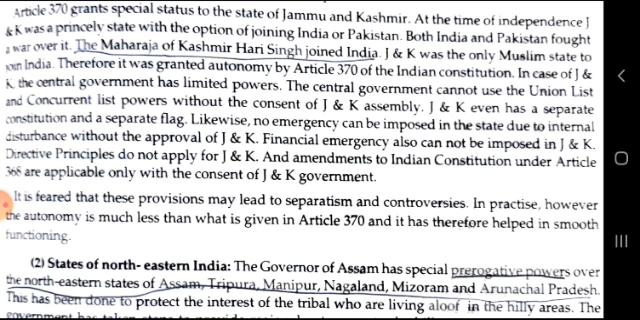 Article 370 grants special status to the state of Jammu and Kashmir. At the time of independence J
& K was a princely state with the option of joining India or Pakistan. Both India and Pakistan fought
a war over it. The Maharaja of Kashmir Hari Singh joined India. J & K was the only Muslim state to
join India. Therefore it was granted autonomy by Article 370 of the Indian constitution. In case of J &
K the central government has limited powers. The central government cannot use the Union List
and Concurrent list powers without the consent of J & K assembly. J & K even has a separate
constitution and a separate flag. Likewise, no emergency can be imposed in the state due to internal
disturbance without the approval of J & K. Financial emergency also can not be imposed in J & K.
Directive Principles do not apply for J & K. And amendments to Indian Constitution under Article
368 are applicable only with the consent of J & K government.
It is feared that these provisions may lead to separatism and controversies. In practise, however
the autonomy is much less than what is given in Article 370 and it has therefore helped in smooth
functioning.
(2) States of north- eastern India: The Governor of Assam has special prerogative powers over
the north-eastern states of Assam, Tripura, Manipur, Nagaland, Mizoram and Arunachal Pradesh.
This has been done to protect the interest of the tribal who are living aloof in the hilly areas. The
government has taken steps to provide